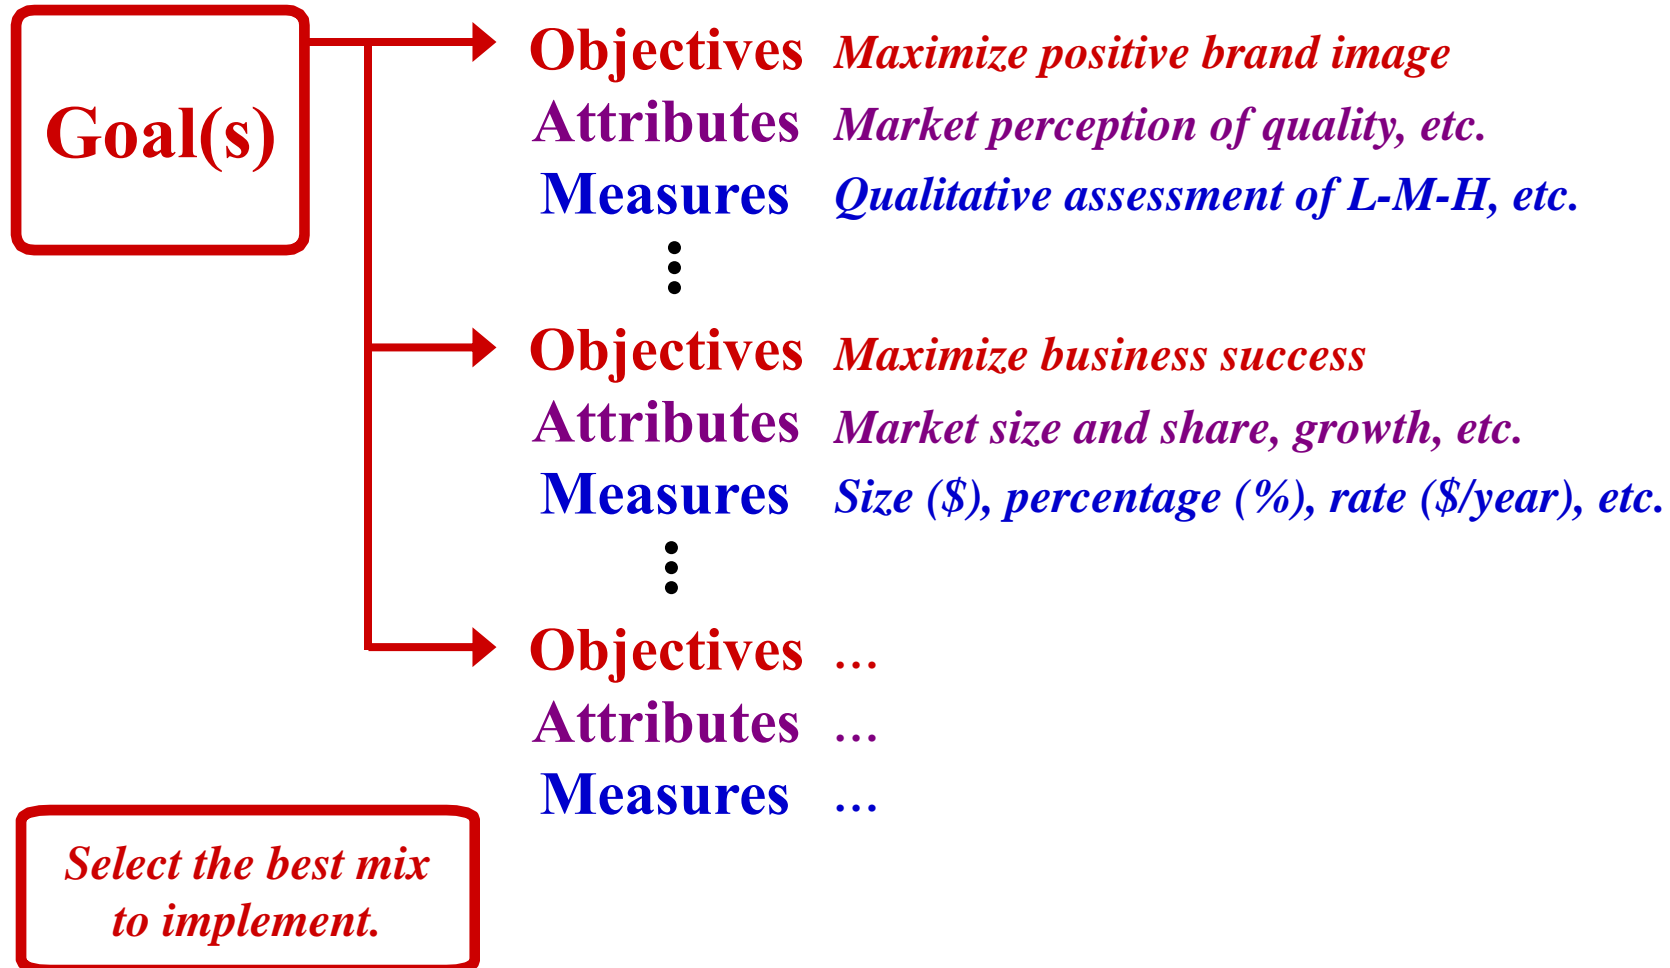 Goal(s)
Objectives Maximize positive brand image
Attributes Market perception of quality, etc.
Measures Qualitative assessment of L-M-H, etc.
Objectives Maximize business success
Attributes Market size and share, growth, etc.
Measures Size ($), percentage (%), rate ($/year), etc.
Objectives ...
Attributes ...
Measures ...
Select the best mix
to implement.